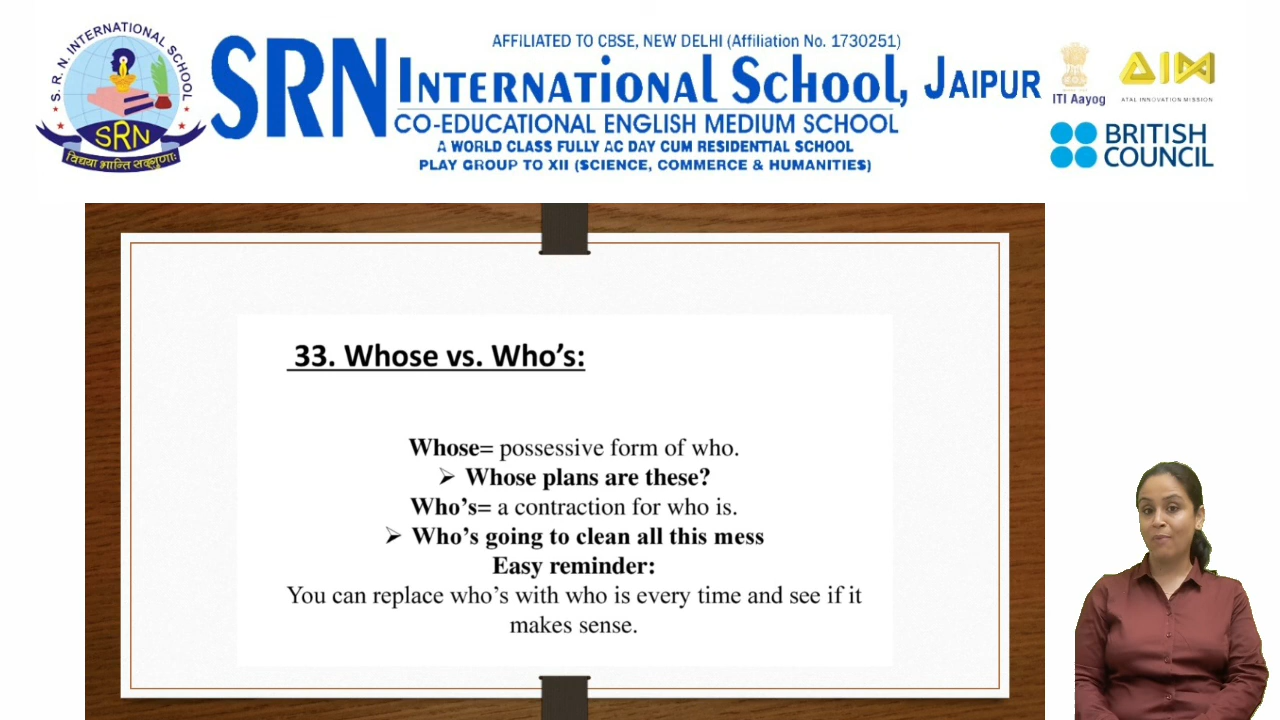 S. R. N. INTERNATIONAL SCHOOL
SRN
विद्यया भान्ति सद्गुणाः
AFFILIATED TO CBSE, NEW DELHI (Affiliation No. 1730251)
SRN INTERNATIONAL SCHOOL, JAIPUR
CO-EDUCATIONAL ENGLISH MEDIUM SCHOOL
A WORLD CLASS FULLY AC DAY CUM RESIDENTIAL SCHOOL
PLAY GROUP TO XII (SCIENCE, COMMERCE & HUMANITIES)
ITI Aayog
AIM
ATAL INNOVATION MISSION
BRITISH
COUNCIL
33. Whose vs. Who's:
Whose= possessive form of who.
➢ Whose plans are these?
Who's= a contraction for who is.
➢ Who's going to clean all this mess
Easy reminder:
You can replace who's with who is every time and see if it
makes sense.